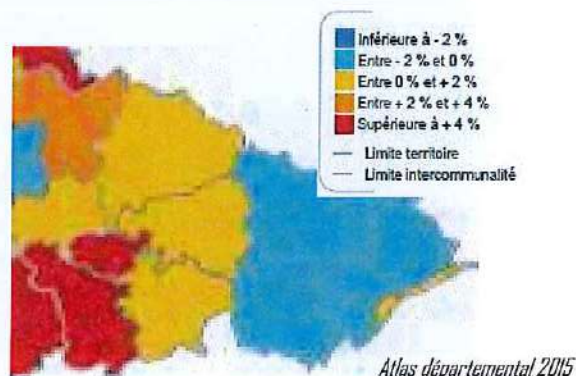 Inférieure à - 2 %
Entre - 2 % et 0 %
Entre 0 % et + 2 %
Entre + 2 % et + 4 %
Supérieure à + 4 %
Limite territoire
Limite intercommunalité
Atlas départemental 2015